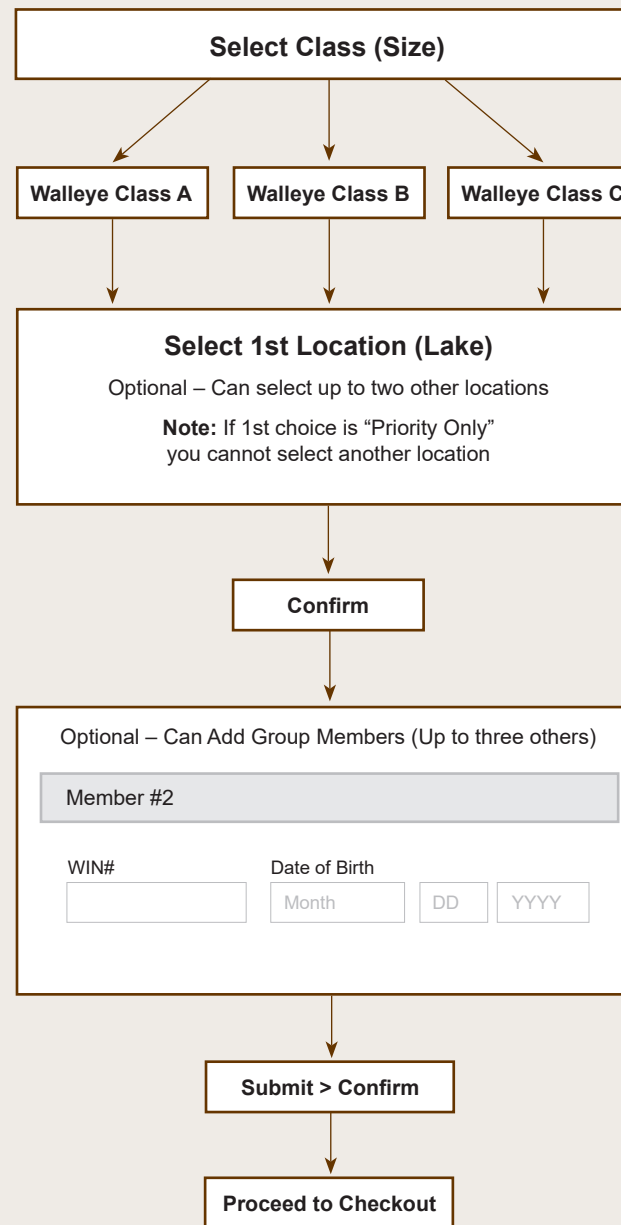 Select Class (Size)
Walleye Class A
Walleye Class B
Walleye Class C
Select 1st Location (Lake)
Optional – Can select up to two other locations
Note: If 1st choice is “Priority Only”
you cannot select another location
Confirm
Optional – Can Add Group Members (Up to three others)
Member #2
WIN#
Date of Birth
Month
DD
YYYY
Submit > Confirm
Proceed to Checkout